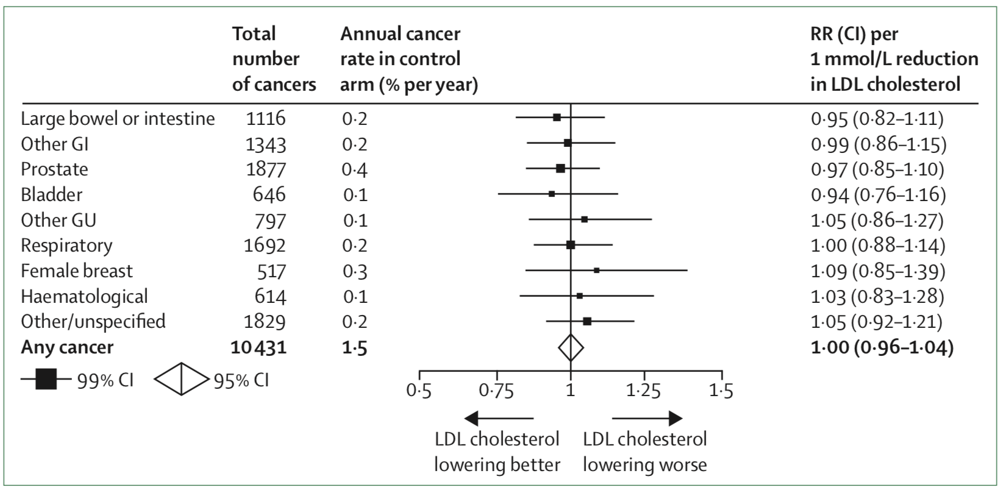 Total number of cancers Annual cancer rate in control arm (% per year) RR (CI) per 1 mmol/L reduction in LDL cholesterol
Large bowel or intestine 1116 0·2 0·95 (0·82–1·11)
Other GI 1343 0·2 0·99 (0·86–1·15)
Prostate 1877 0·4 0·97 (0·85–1·10)
Bladder 646 0·1 0·94 (0·76–1·16)
Other GU 797 0·1 1·05 (0·86–1·27)
Respiratory 1692 0·2 1·00 (0·88–1·14)
Female breast 517 0·3 1·09 (0·85–1·39)
Haematological 614 0·1 1·03 (0·83–1·28)
Other/unspecified 1829 0·2 1·05 (0·92–1·21)
Any cancer 10 431 1·5 1·00 (0·96–1·04)
99% CI 95% CI
0·5 0·75 1 1·25 1·5
LDL cholesterol lowering better
LDL cholesterol lowering worse